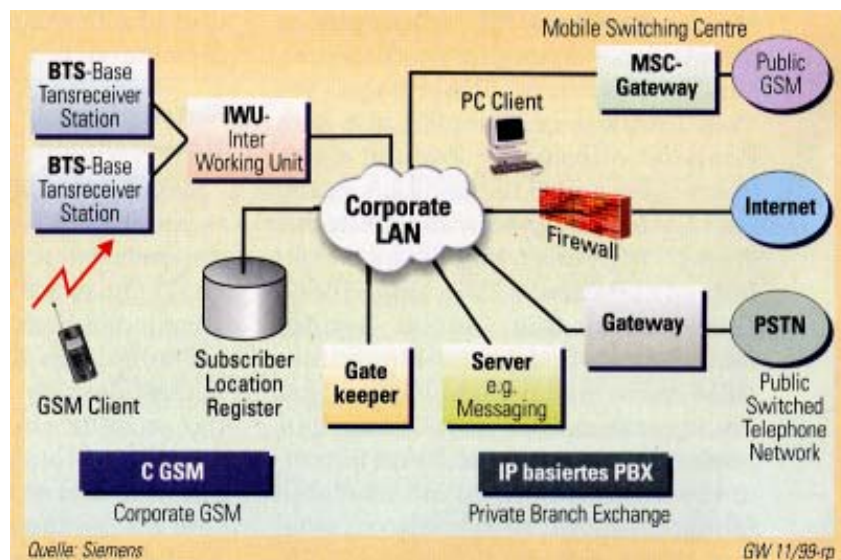 Mobile Switching Centre
BTS-Base
Tansreceiver
Station
IWU-
Inter
Working Unit
BTS-Base
Tansreceiver
Station
PC Client
MSC-
Gateway
Public
GSM
Corporate
LAN
Firewall
Internet
GSM Client
Subscriber
Location
Register
Gate
keeper
Server
e.g.
Messaging
Gateway
PSTN
Public
Switched
Telephone
Network
C GSM
Corporate GSM
IP basiertes PBX
Private Branch Exchange
Quelle: Siemens
GW 11/99-rp